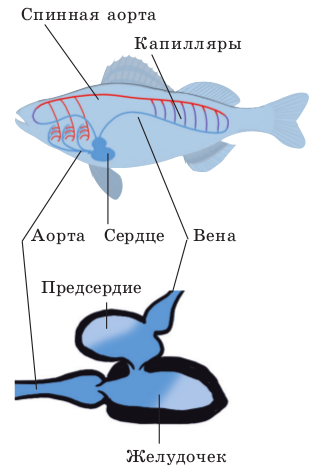 Спинная аорта
Капилляры
Аорта
Сердце
Вена
Предсердие
Желудочек